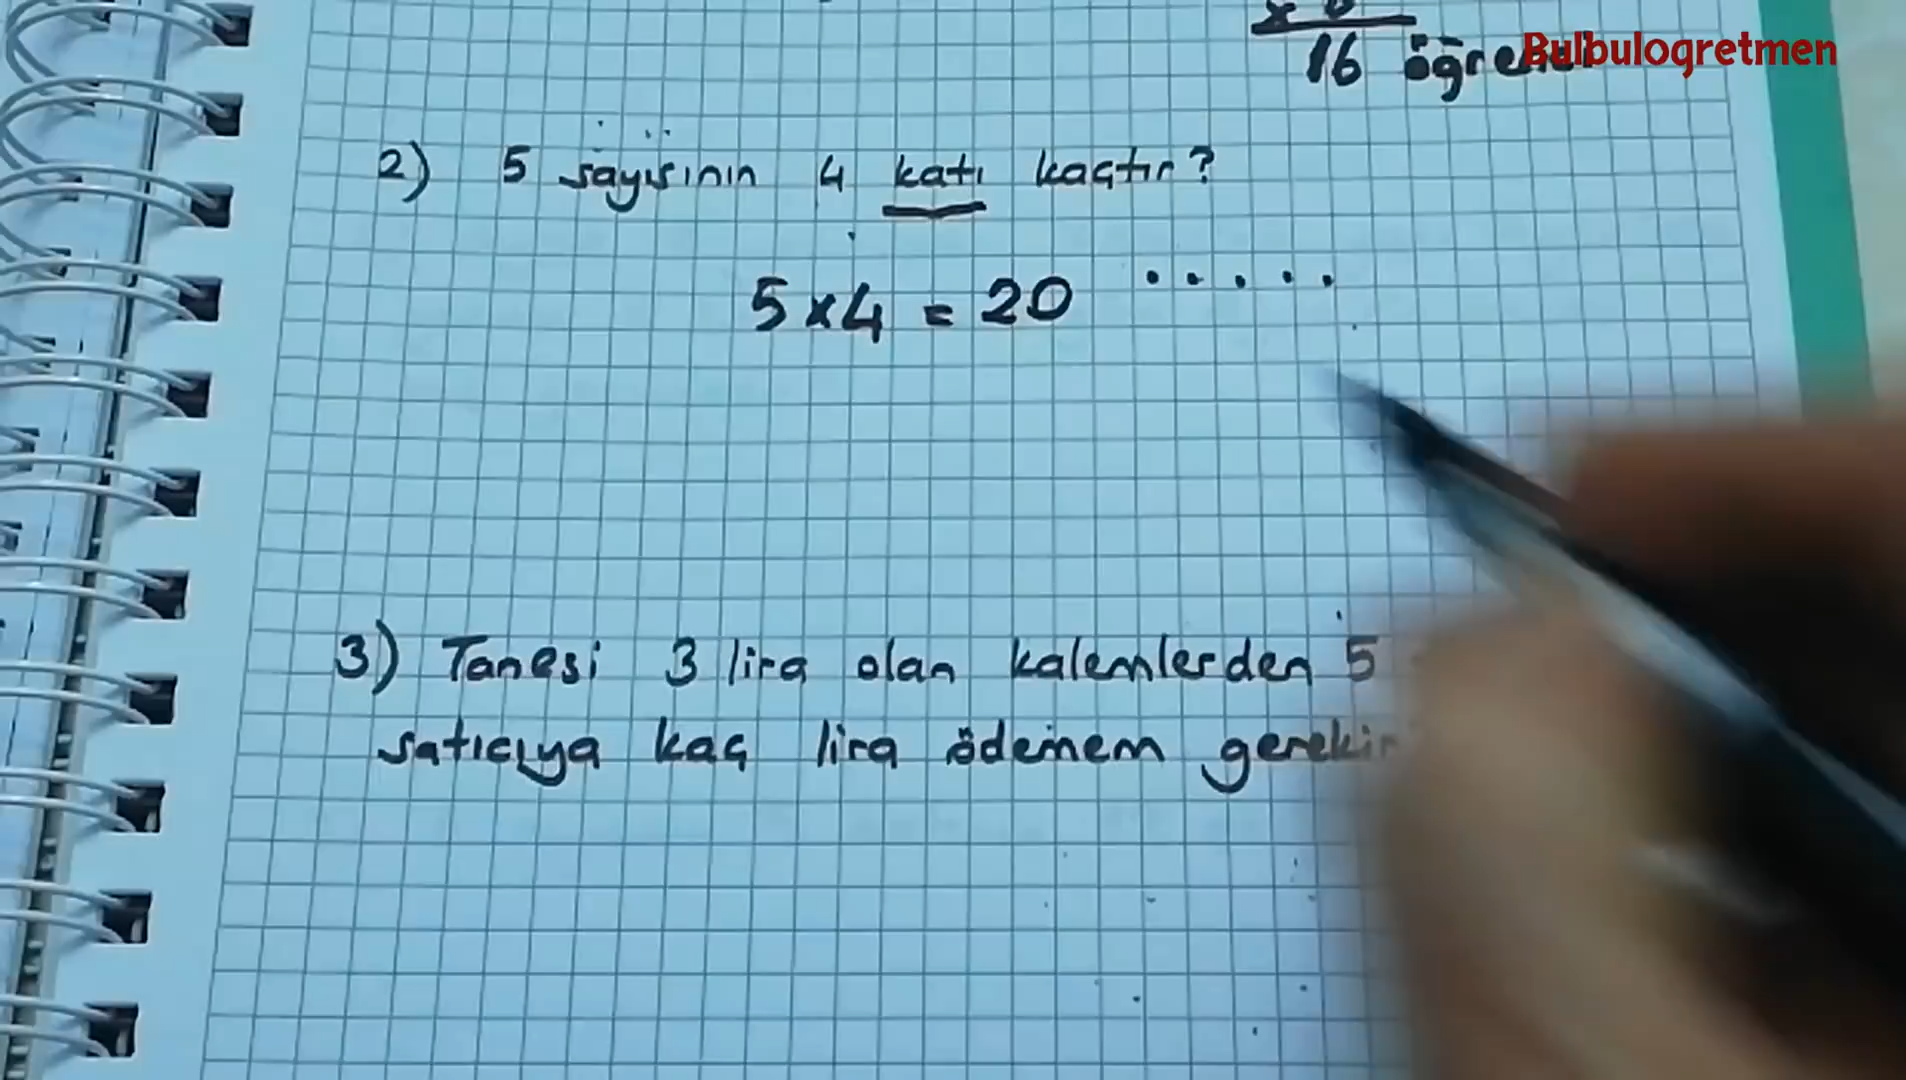 16
Bulbulogretmen
2) 5 sayısının 4 katı kaçtır?
5x4 = 20 .....
3) Tanesi 3 lira olan kalemlerden 5
satıcıya kaç lira ödemem gerekir